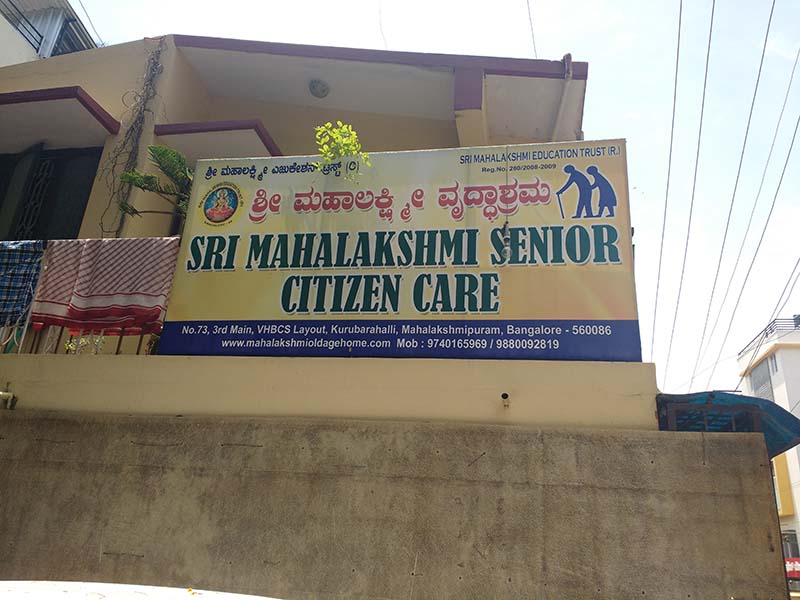 ಶ್ರೀ ಮಹಾಲಕ್ಷ್ಮೀ ಎಜುಕೇಶನ್ ಟ್ರಸ್ಟ್ (ರಿ)
SRI MAHALAKSHMI EDUCATION TRUST (R.)
Reg.No. 280/2008-2009
ಶ್ರೀ ಮಹಾಲಕ್ಷ್ಮೀ ವೃದ್ಧಾಶ್ರಮ
SRI MAHALAKSHMI SENIOR
CITIZEN CARE
No.73, 3rd Main, VHBCS Layout, Kurubarahalli, Mahalakshmipuram, Bangalore - 560086
www.mahalakshmioldagehome.com Mob : 9740165969 / 9880092819